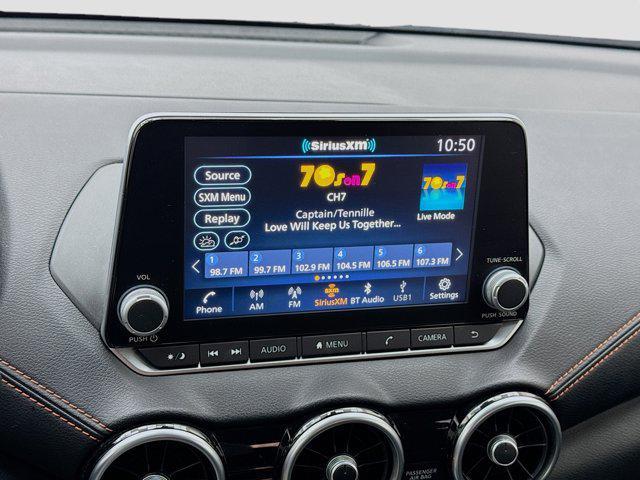 SiriusXM
10:50
Source
SXM Menu
Replay
70s on 7
CH7
Captain/Tennille
Love Will Keep Us Together...
70s on 7
Live Mode
1 2 3 4 5 6
98.7 FM 99.7 FM 102.9 FM 104.5 FM 106.5 FM 107.3 FM
Phone AM FM SiriusXM BT Audio USB1 Settings
SXM
VOL
PUSH
TUNE·SCROLL
PUSH SOUND
AUDIO MENU CAMERA
PASSENGER
AIR BAG